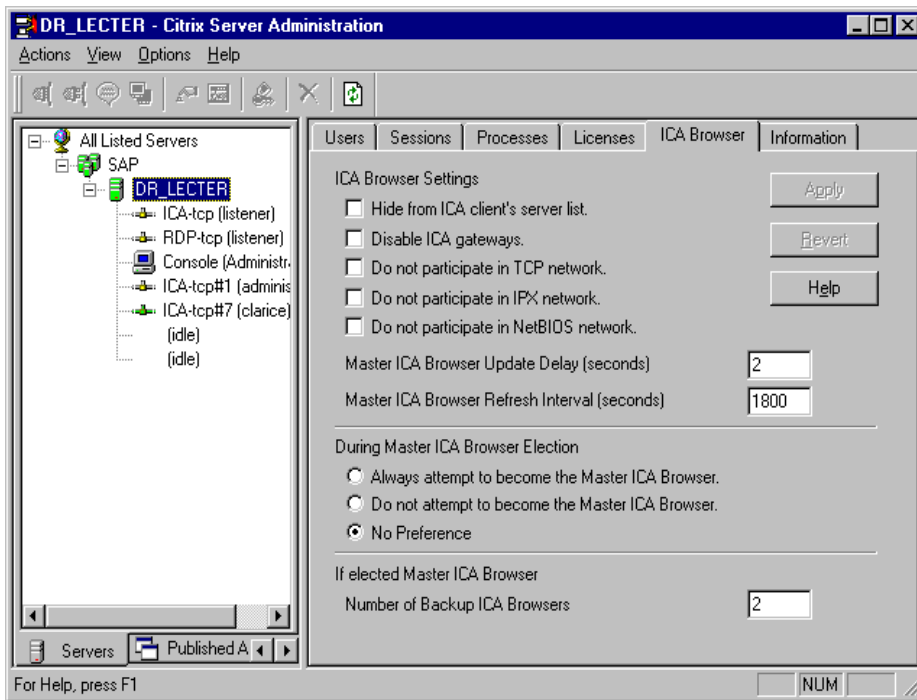 DR_LECTER - Citrix Server Administration
Actions View Options Help
All Listed Servers
SAP
DR_LECTER
ICA-tcp (listener)
RDP-tcp (listener)
Console (Administr
ICA-tcp#1 (adminis
ICA-tcp#7 (clarice)
(idle)
(idle)
Servers
Published A
Users
Sessions
Processes
Licenses
ICA Browser
Information
ICA Browser Settings
Hide from ICA client's server list.
Disable ICA gateways.
Do not participate in TCP network.
Do not participate in IPX network.
Do not participate in NetBIOS network.
Apply
Revert
Help
Master ICA Browser Update Delay (seconds) 2
Master ICA Browser Refresh Interval (seconds) 1800
During Master ICA Browser Election
Always attempt to become the Master ICA Browser.
Do not attempt to become the Master ICA Browser.
No Preference
If elected Master ICA Browser
Number of Backup ICA Browsers 2
For Help, press F1
NUM